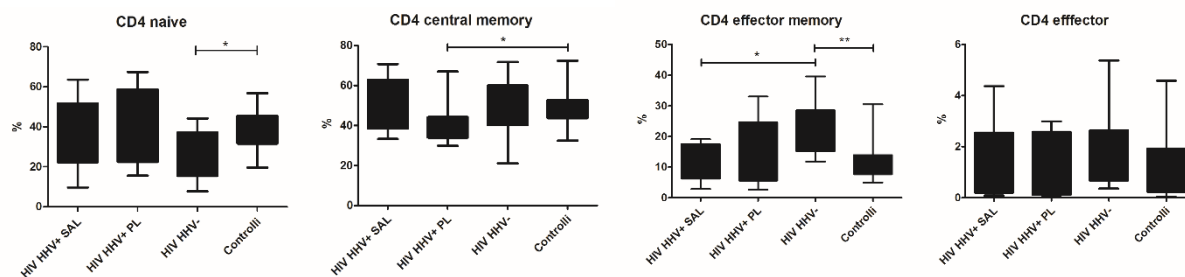 CD4 naive
*
80
60
40
20
0
%
HIV HHV+ SAL
HIV HHV+ PL
HIV HHV-
Controlli
CD4 central memory
*
80
60
40
20
0
%
HIV HHV+ SAL
HIV HHV+ PL
HIV HHV-
Controlli
CD4 effector memory
*
**
50
40
30
20
10
0
%
HIV HHV+ SAL
HIV HHV+ PL
HIV HHV-
Controlli
CD4 efffector
6
4
2
0
%
HIV HHV+ SAL
HIV HHV+ PL
HIV HHV-
Controlli